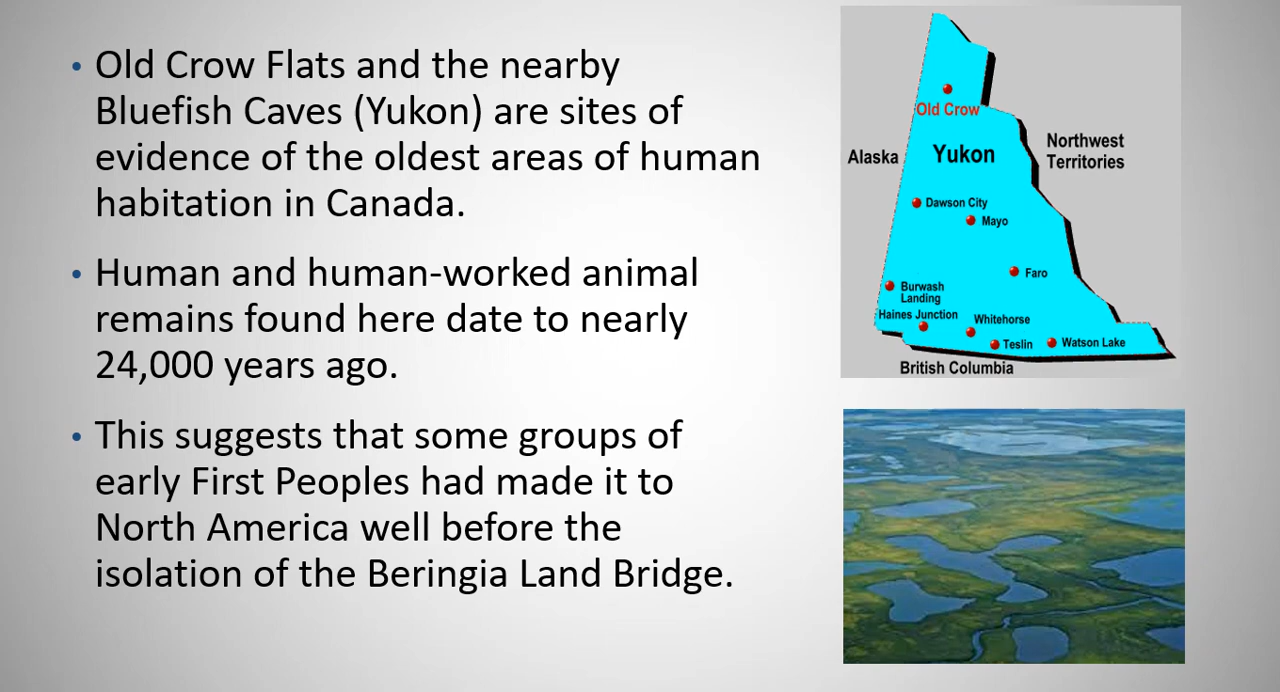 • Old Crow Flats and the nearby
Bluefish Caves (Yukon) are sites of
evidence of the oldest areas of human
habitation in Canada.
• Human and human-worked animal
remains found here date to nearly
24,000 years ago.
• This suggests that some groups of
early First Peoples had made it to
North America well before the
isolation of the Beringia Land Bridge.
Old Crow
Alaska
Yukon
Northwest
Territories
Dawson City
Mayo
Faro
Burwash
Landing
Haines Junction
Whitehorse
Teslin
Watson Lake
British Columbia